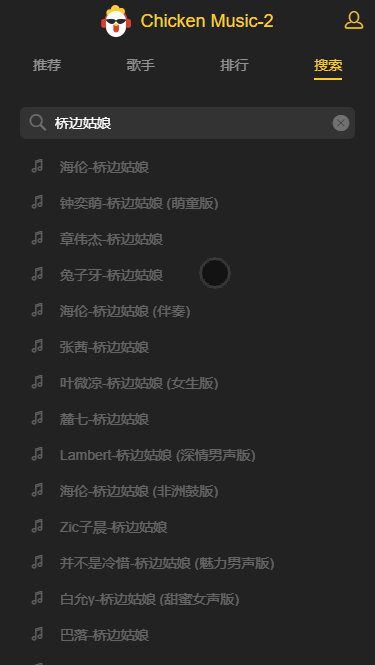 Chicken Music-2
推荐 歌手 排行 搜索
桥边姑娘
海伦-桥边姑娘
钟奕萌-桥边姑娘 (萌童版)
章伟杰-桥边姑娘
兔子牙-桥边姑娘
海伦-桥边姑娘 (伴奏)
张茜-桥边姑娘
叶微凉-桥边姑娘 (女生版)
麓七-桥边姑娘
Lambert-桥边姑娘 (深情男声版)
海伦-桥边姑娘 (非洲鼓版)
Zic子晨-桥边姑娘
并不是冷惜-桥边姑娘 (魅力男声版)
白允y-桥边姑娘 (甜蜜女声版)
巴落-桥边姑娘